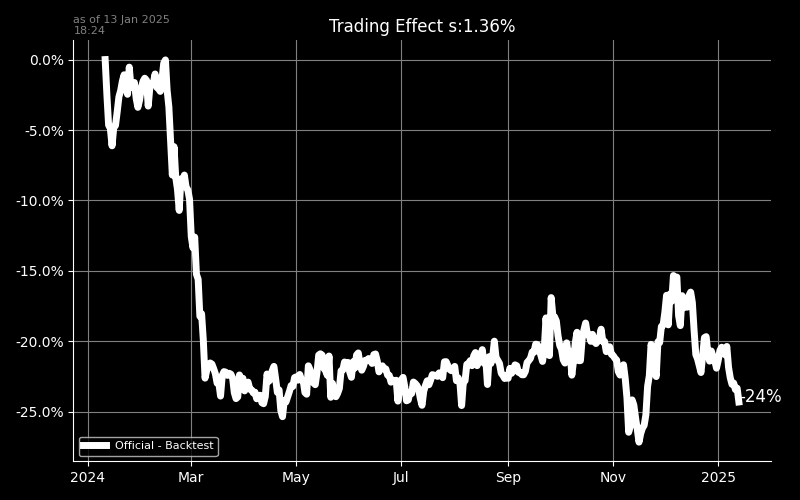 as of 13 Jan 2025
18:24
Trading Effect s:1.36%
0.0%
-5.0%
-10.0%
-15.0%
-20.0%
-25.0%
-24%
Official - Backtest
2024 Mar May Jul Sep Nov 2025